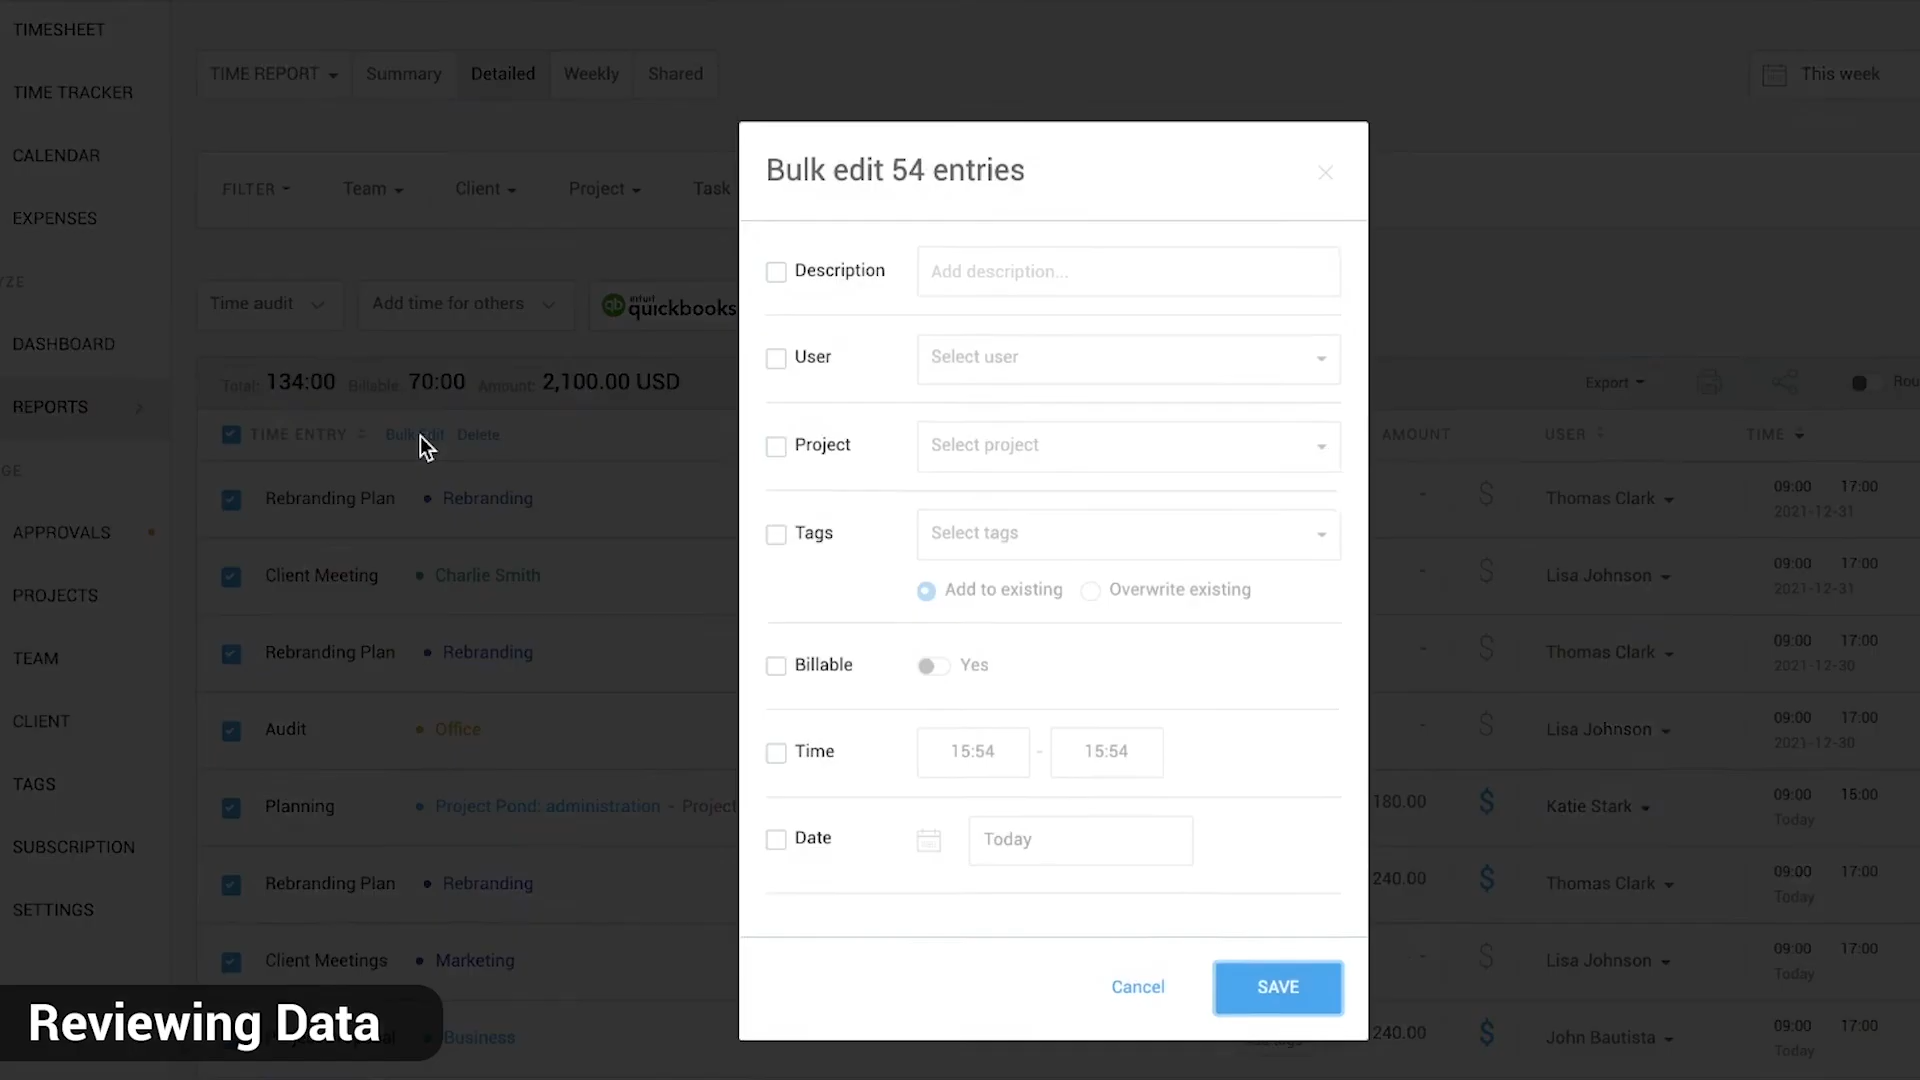 TIMESHEET
TIME TRACKER
CALENDAR
EXPENSES
YZE
DASHBOARD
REPORTS
GE
APPROVALS
PROJECTS
TEAM
CLIENT
TAGS
SUBSCRIPTION
SETTINGS
TIME REPORT Summary Detailed Weekly Shared
This week
FILTER Team Client Project Task
Time audit Add time for others quickbooks
Total: 134:00 Billable: 70:00 Amount: 2,100.00 USD
Export Rou
TIME ENTRY Bulk Edit Delete
AMOUNT USER TIME
Rebranding Plan Rebranding
- $ Thomas Clark 09:00 17:00
2021-12-31
Client Meeting Charlie Smith
- $ Lisa Johnson 09:00 17:00
2021-12-31
Rebranding Plan Rebranding
- $ Thomas Clark 09:00 17:00
2021-12-30
Audit Office
- $ Lisa Johnson 09:00 17:00
2021-12-30
Planning Project Pond: administration - Project
180.00 $ Katie Stark 09:00 15:00
Today
Rebranding Plan Rebranding
240.00 $ Thomas Clark 09:00 17:00
Today
Client Meetings Marketing
- $ Lisa Johnson 09:00 17:00
Today
Business
240.00 $ John Bautista 09:00 17:00
Today
Bulk edit 54 entries
Description Add description...
User Select user
Project Select project
Tags Select tags
Add to existing Overwrite existing
Billable Yes
Time 15:54 - 15:54
Date Today
Cancel SAVE
Reviewing Data